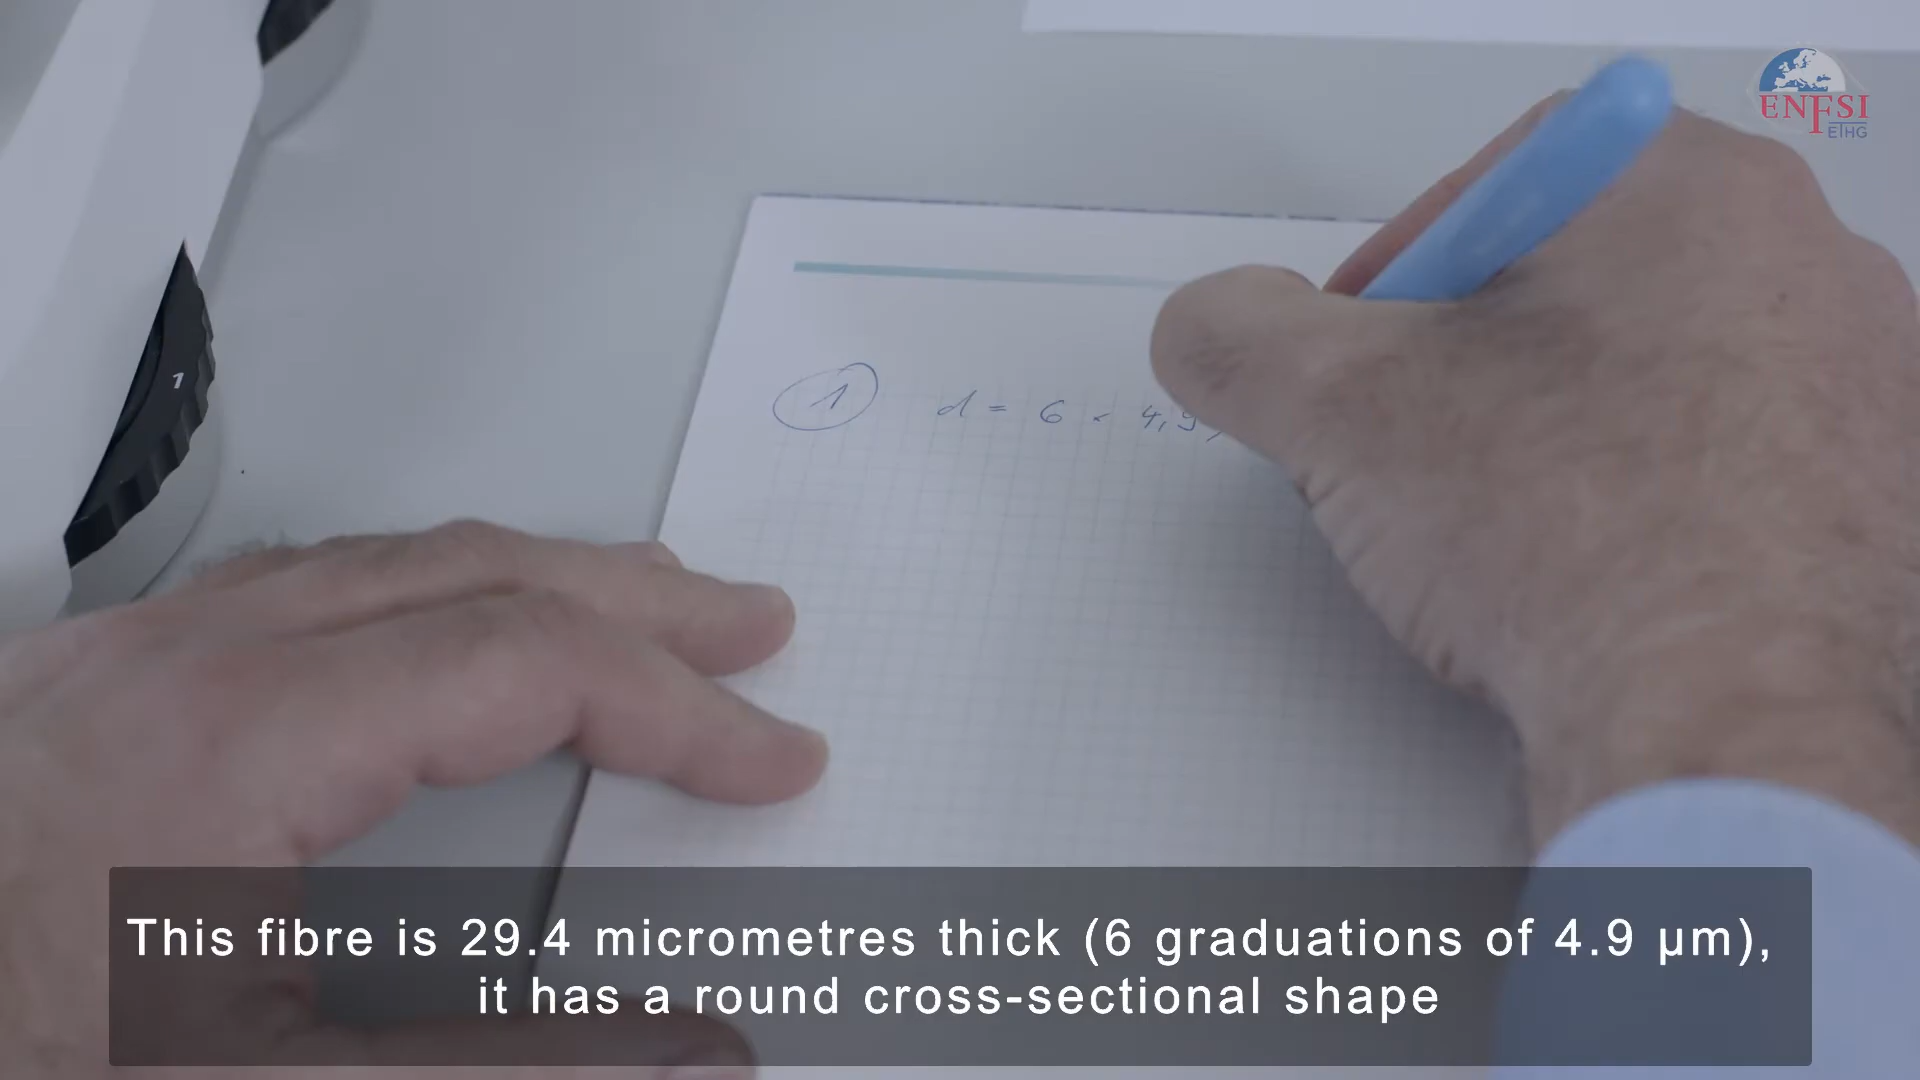 ENFSI
ETHG
1
1 d = 6 × 4,9
This fibre is 29.4 micrometres thick (6 graduations of 4.9 µm),
it has a round cross-sectional shape